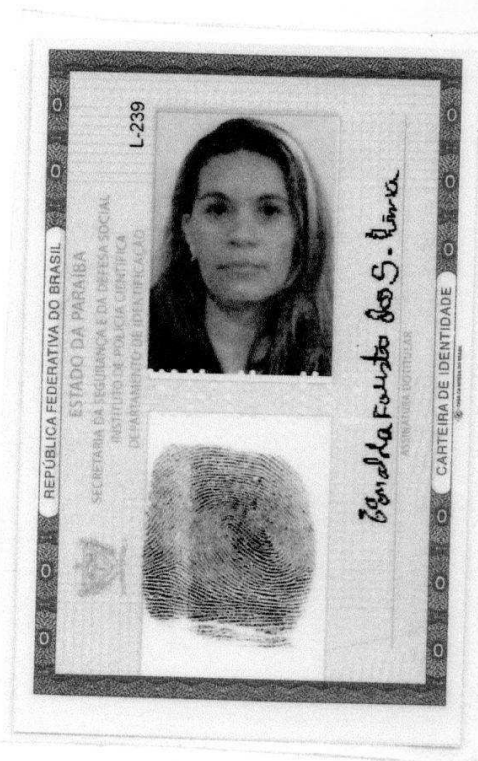 REPÚBLICA FEDERATIVA DO BRASIL
ESTADO DA PARAÍBA
SECRETARIA DA SEGURANÇA E DA DEFESA SOCIAL
INSTITUTO DE POLÍCIA CIENTÍFICA
DEPARTAMENTO DE IDENTIFICAÇÃO
L-239
ASSINATURA DO TITULAR
CARTEIRA DE IDENTIDADE